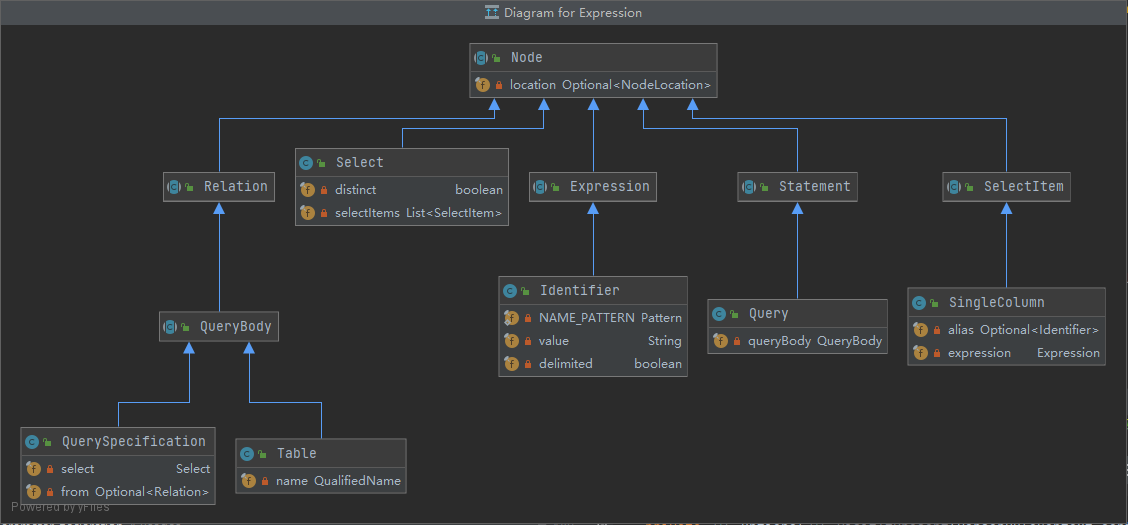 Diagram for Expression
Node
location Optional<NodeLocation>
Relation
Select
distinct boolean
selectItems List<SelectItem>
Expression
Statement
SelectItem
QueryBody
Identifier
NAME_PATTERN Pattern
value String
delimited boolean
Query
queryBody QueryBody
SingleColumn
alias Optional<Identifier>
expression Expression
QuerySpecification
select Select
from Optional<Relation>
Table
name QualifiedName
Powered by yFiles